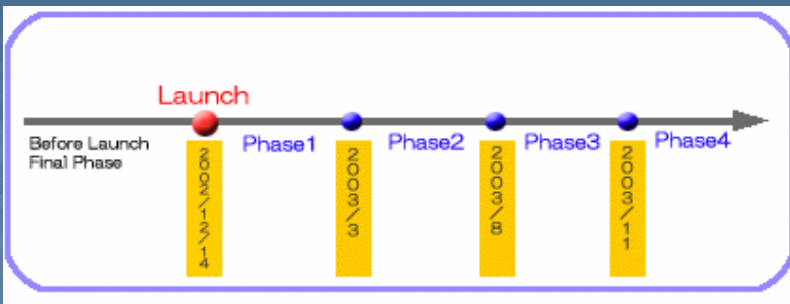 Launch
Before Launch
Final Phase
Phase1
Phase2
Phase3
Phase4
2002/12/14
2003/3
2003/8
2003/11